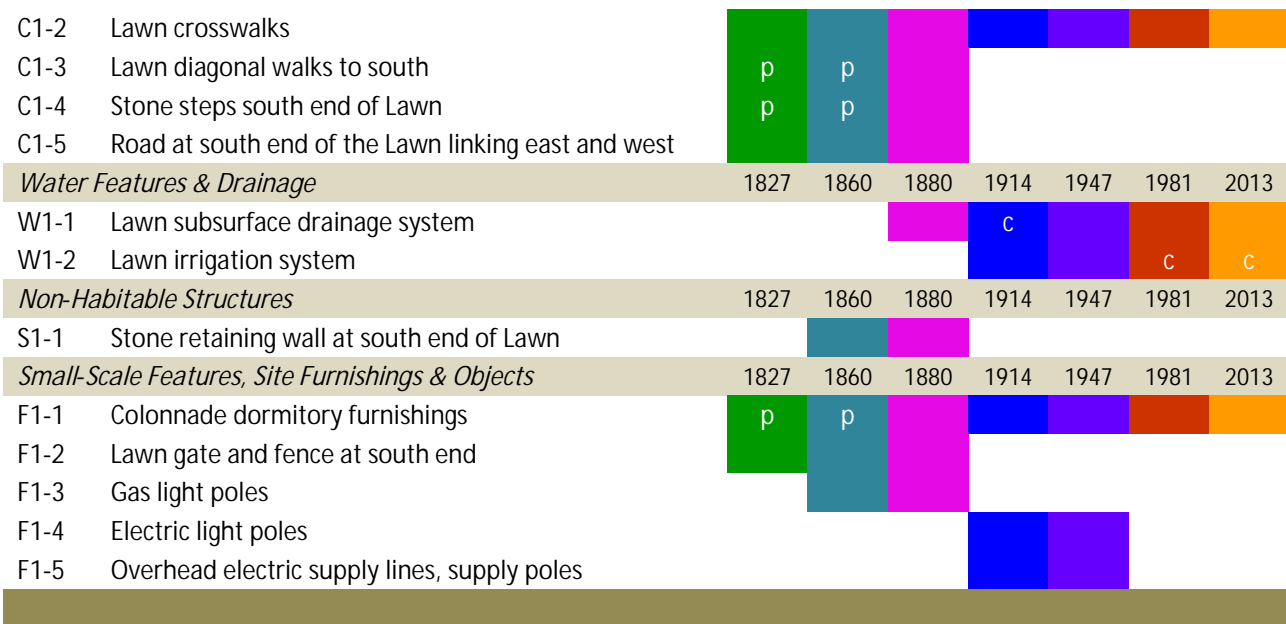 C1-2 Lawn crosswalks
C1-3 Lawn diagonal walks to south p p
C1-4 Stone steps south end of Lawn p p
C1-5 Road at south end of the Lawn linking east and west
Water Features & Drainage 1827 1860 1880 1914 1947 1981 2013
W1-1 Lawn subsurface drainage system c
W1-2 Lawn irrigation system c c
Non-Habitable Structures 1827 1860 1880 1914 1947 1981 2013
S1-1 Stone retaining wall at south end of Lawn
Small-Scale Features, Site Furnishings & Objects 1827 1860 1880 1914 1947 1981 2013
F1-1 Colonnade dormitory furnishings p p
F1-2 Lawn gate and fence at south end
F1-3 Gas light poles
F1-4 Electric light poles
F1-5 Overhead electric supply lines, supply poles